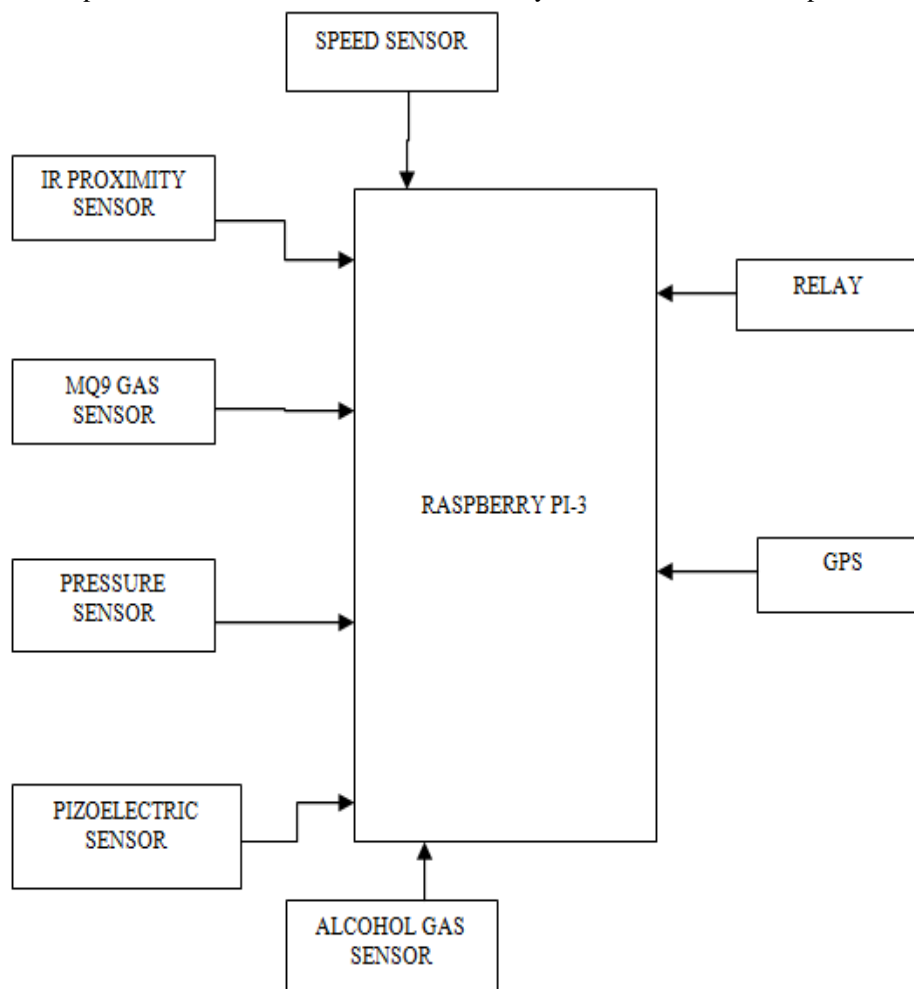 SPEED SENSOR
IR PROXIMITY
SENSOR
RELAY
MQ9 GAS
SENSOR
RASPBERRY PI-3
GPS
PRESSURE
SENSOR
PIZOELECTRIC
SENSOR
ALCOHOL GAS
SENSOR